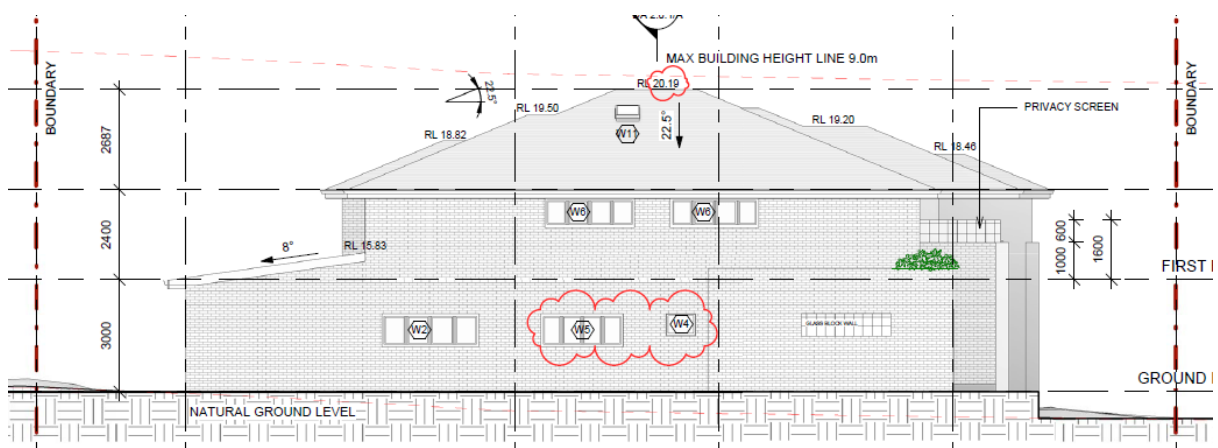 MAX BUILDING HEIGHT LINE 9.0m
BOUNDARY
BOUNDARY
RL 20.19
22.5°
RL 19.50
PRIVACY SCREEN
W11
22.5°
RL 19.20
RL 18.82
RL 18.46
2687
W6
W6
2400
600
1000
1600
RL 15.83
8°
FIRST
W2
W5
W4
GLASS BLOCK WALL
3000
GROUND
NATURAL GROUND LEVEL